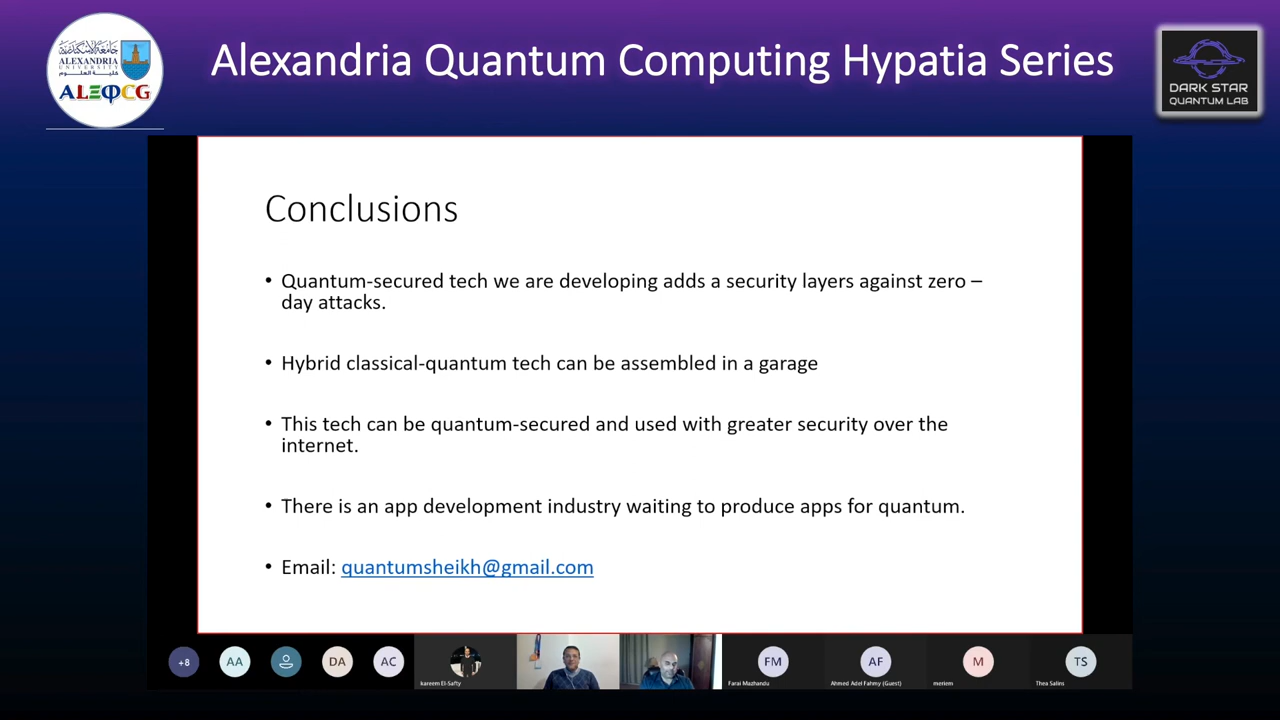 جامعة الإسكندرية
ALEXANDRIA
UNIVERSITY
كلية العلوم
ALEΦCG
Alexandria Quantum Computing Hypatia Series
DARK STAR
QUANTUM LAB
Conclusions
• Quantum-secured tech we are developing adds a security layers against zero –
day attacks.
• Hybrid classical-quantum tech can be assembled in a garage
• This tech can be quantum-secured and used with greater security over the
internet.
• There is an app development industry waiting to produce apps for quantum.
• Email: quantumsheikh@gmail.com
+8
AA
DA
AC
kareem El-Safty
FM
Farai Mazhandu
AF
Ahmed Adel Fahmy (Guest)
M
meriem
TS
Thea Salins